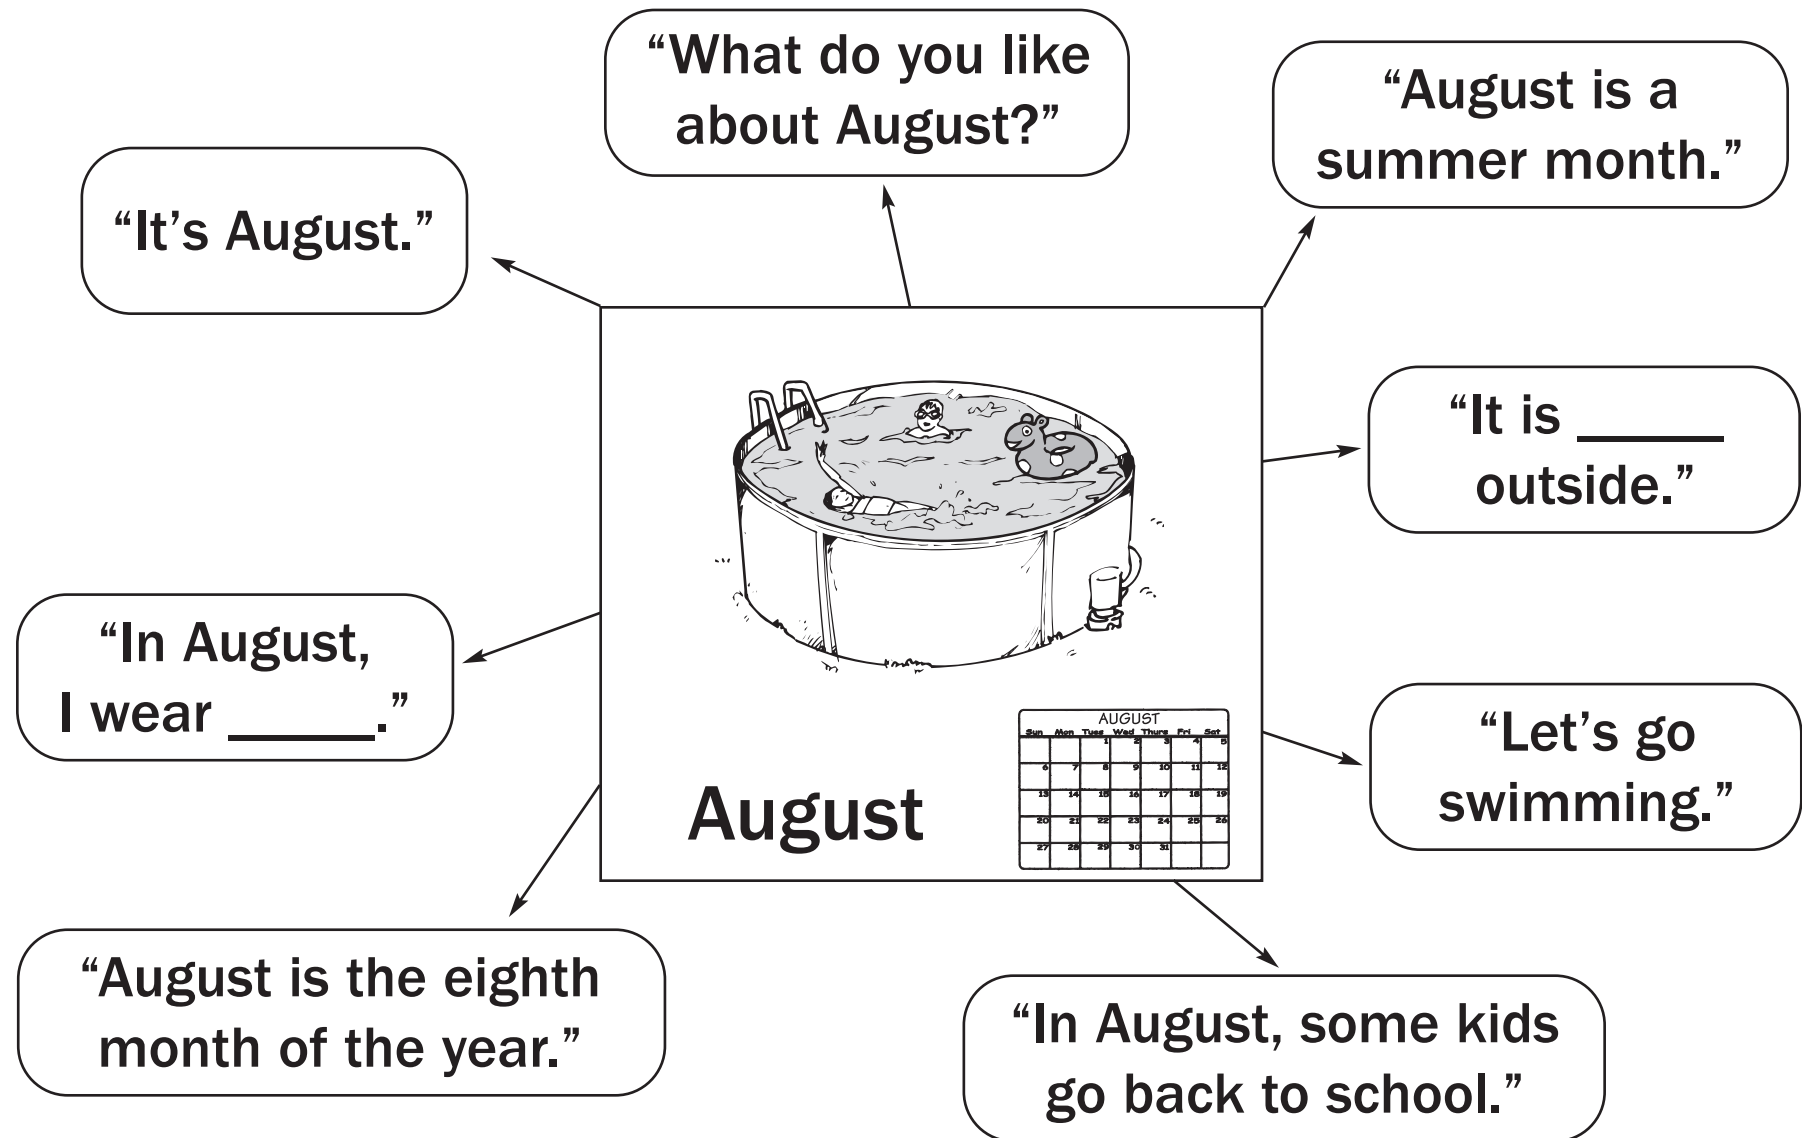 “What do you like
about August?”
“August is a
summer month.”
“It’s August.”
“It is ______
outside.”
“In August,
I wear ______.”
“Let’s go
swimming.”
August
AUGUST
Sun Mon Tues Wed Thurs Fri Sat
1 2 3 4 5
6 7 8 9 10 11 12
13 14 15 16 17 18 19
20 21 22 23 24 25 26
27 28 29 30 31
“August is the eighth
month of the year.”
“In August, some kids
go back to school.”